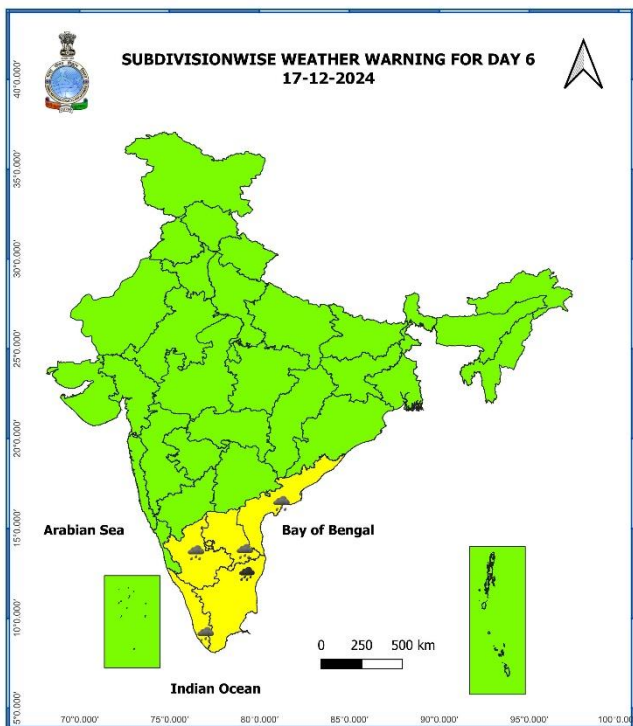 SUBDIVISIONWISE WEATHER WARNING FOR DAY 6
17-12-2024
40°0.000'
35°0.000'
30°0.000'
25°0.000'
20°0.000'
15°0.000'
10°0.000'
5°0.000'
Arabian Sea
Bay of Bengal
0 250 500 km
Indian Ocean
70°0.000' 75°0.000' 80°0.000' 85°0.000' 90°0.000' 95°0.000' 100°0.0